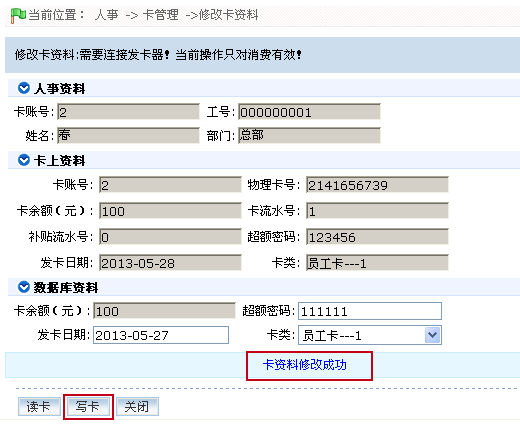 当前位置： 人事 -> 卡管理 ->修改卡资料
修改卡资料:需要连接发卡器! 当前操作只对消费有效!
人事资料
卡账号: 2 工号: 000000001
姓名: 春 部门: 总部
卡上资料
卡账号: 2 物理卡号: 2141656739
卡余额(元): 100 卡流水号: 1
补贴流水号: 0 超额密码: 123456
发卡日期: 2013-05-28 卡类: 员工卡---1
数据库资料
卡余额(元): 100 超额密码: 111111
发卡日期: 2013-05-27 卡类: 员工卡---1
卡资料修改成功
读卡 写卡 关闭